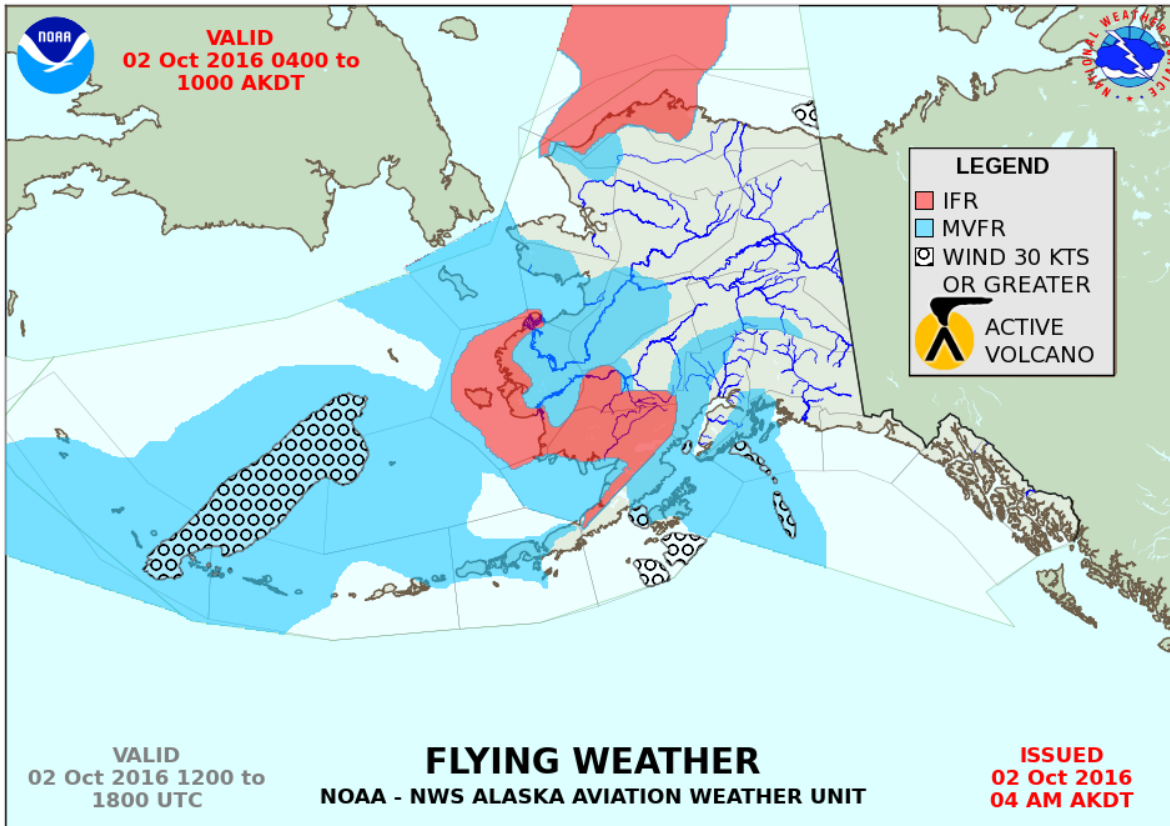 NOAA
VALID
02 Oct 2016 0400 to
1000 AKDT
NATIONAL WEATHER SERVICE
LEGEND
IFR
MVFR
WIND 30 KTS
OR GREATER
ACTIVE
VOLCANO
VALID
02 Oct 2016 1200 to
1800 UTC
FLYING WEATHER
NOAA - NWS ALASKA AVIATION WEATHER UNIT
ISSUED
02 Oct 2016
04 AM AKDT